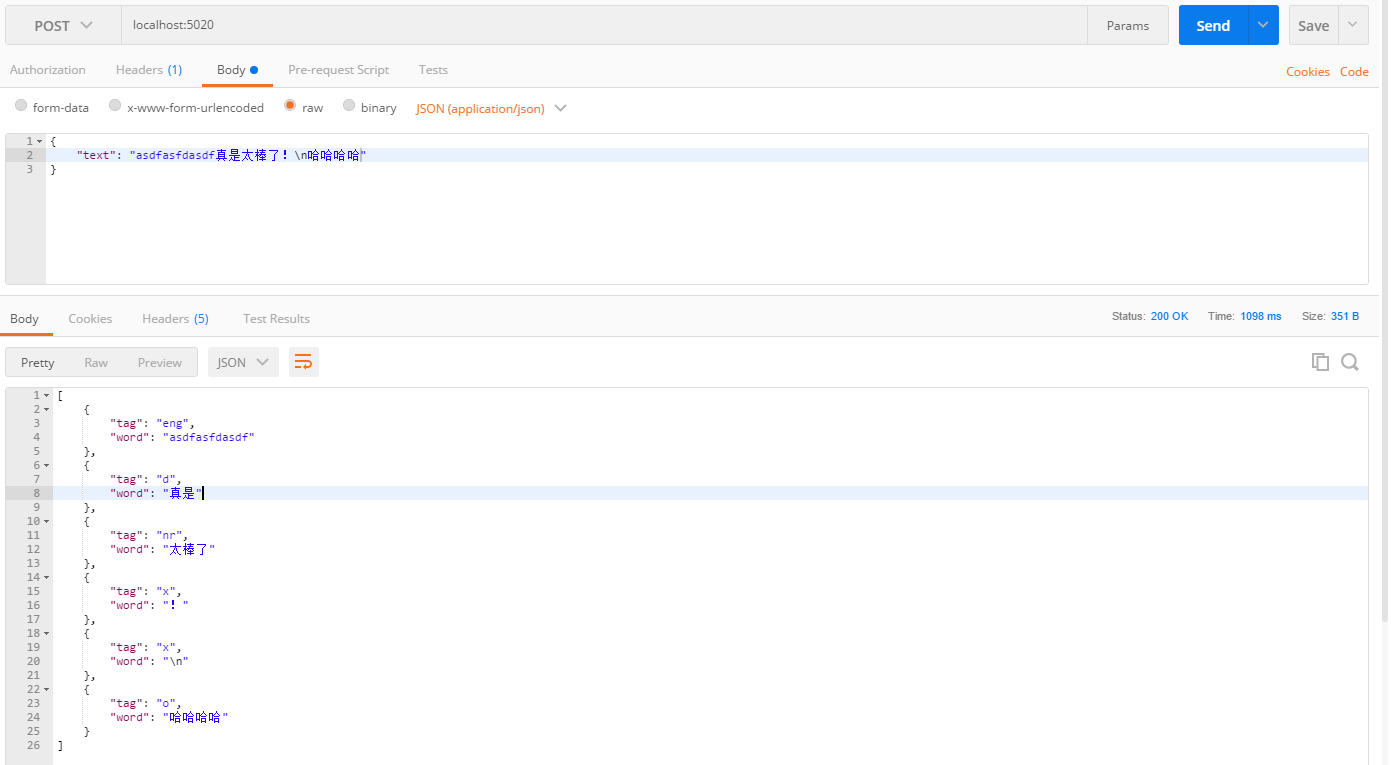 POST localhost:5020 Params Send Save
Authorization Headers (1) Body Pre-request Script Tests Cookies Code
form-data x-www-form-urlencoded raw binary JSON (application/json)
1 {
2 "text": "asdfasfdasdf真是太棒了！\n哈哈哈哈"
3 }
Body Cookies Headers (5) Test Results Status: 200 OK Time: 1098 ms Size: 351 B
Pretty Raw Preview JSON
1 [
2 {
3 "tag": "eng",
4 "word": "asdfasfdasdf"
5 },
6 {
7 "tag": "d",
8 "word": "真是"
9 },
10 {
11 "tag": "nr",
12 "word": "太棒了"
13 },
14 {
15 "tag": "x",
16 "word": "！"
17 },
18 {
19 "tag": "x",
20 "word": "\n"
21 },
22 {
23 "tag": "o",
24 "word": "哈哈哈哈"
25 }
26 ]